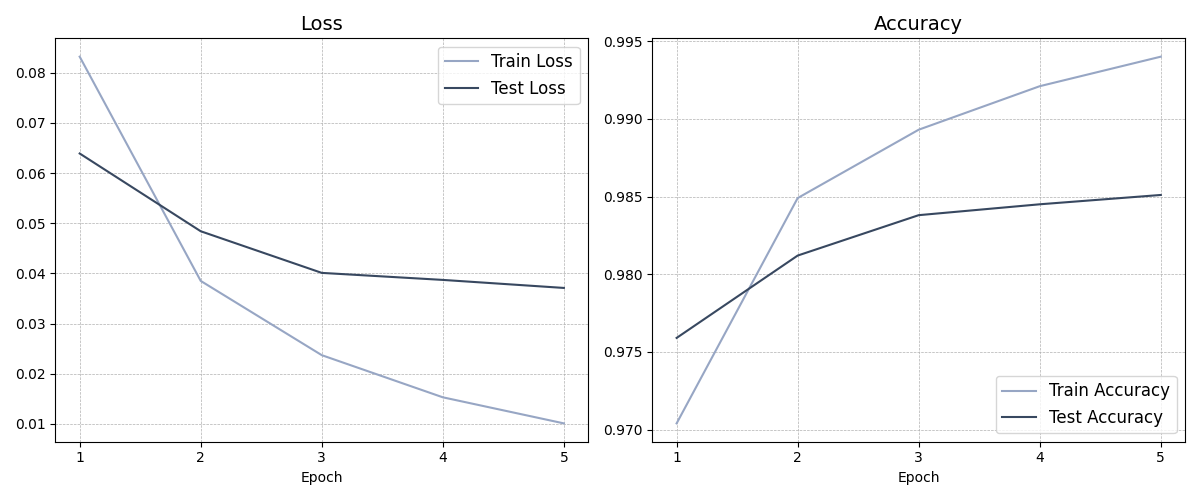 Loss
0.08
0.07
0.06
0.05
0.04
0.03
0.02
0.01
Train Loss
Test Loss
1 2 3 4 5
Epoch
Accuracy
0.995
0.990
0.985
0.980
0.975
0.970
Train Accuracy
Test Accuracy
1 2 3 4 5
Epoch